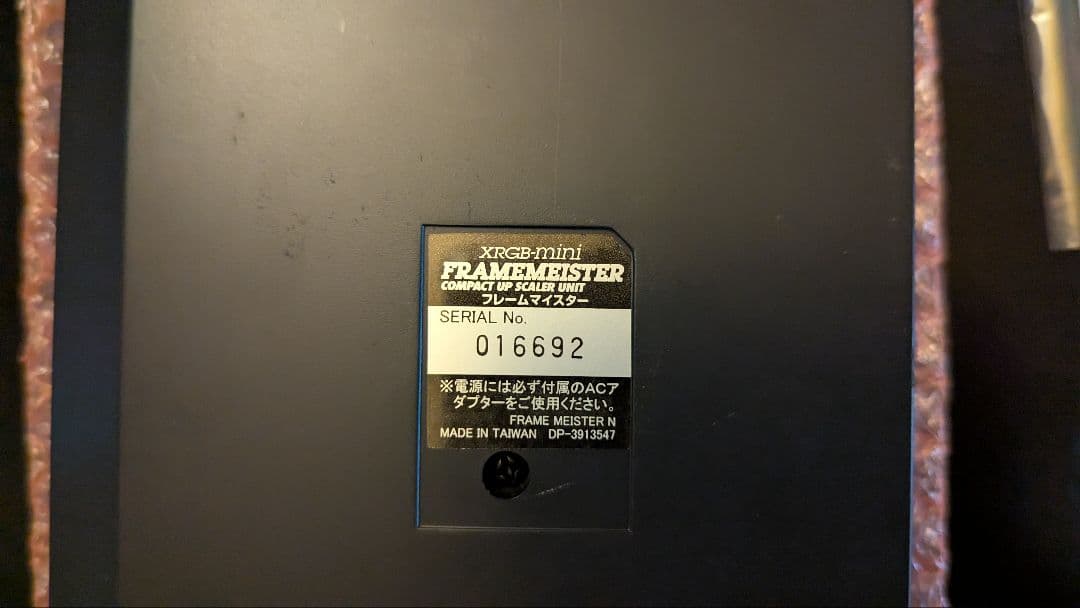 XRGB-mini
FRAMEMEISTER
COMPACT UP SCALER UNIT
フレームマイスター
SERIAL No.
016692
※電源には必ず付属のACア
ダプターをご使用ください。
FRAME MEISTER N
MADE IN TAIWAN DP-3913547